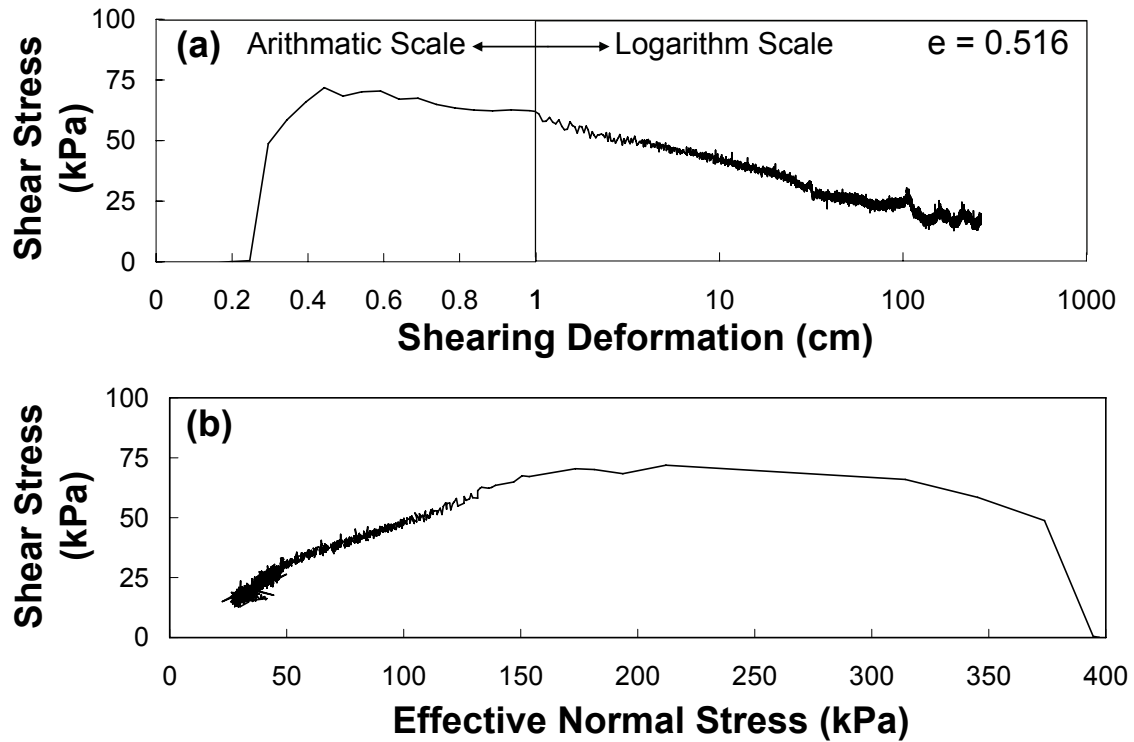 (a)
Arithmatic Scale
Logarithm Scale
e = 0.516
Shear Stress
(kPa)
100
75
50
25
0
0
0.2
0.4
0.6
0.8
1
10
100
1000
Shearing Deformation (cm)
(b)
Shear Stress
(kPa)
100
75
50
25
0
0
50
100
150
200
250
300
350
400
Effective Normal Stress (kPa)